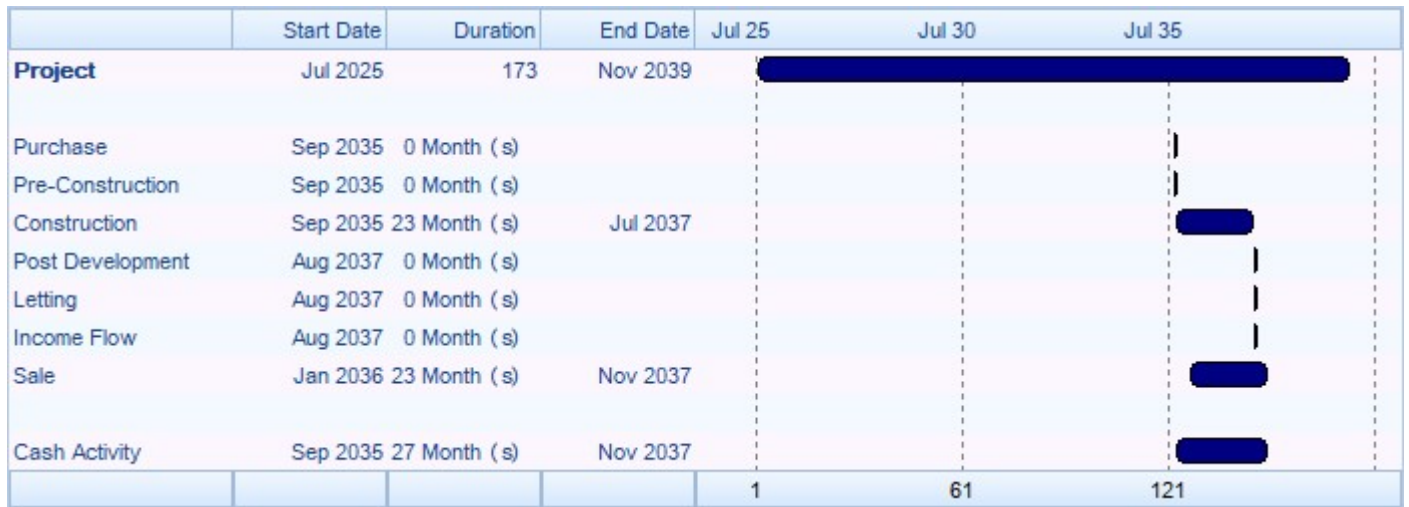 Start Date Duration End Date Jul 25 Jul 30 Jul 35
Project Jul 2025 173 Nov 2039
Purchase Sep 2035 0 Month (s)
Pre-Construction Sep 2035 0 Month (s)
Construction Sep 2035 23 Month (s) Jul 2037
Post Development Aug 2037 0 Month (s)
Letting Aug 2037 0 Month (s)
Income Flow Aug 2037 0 Month (s)
Sale Jan 2036 23 Month (s) Nov 2037
Cash Activity Sep 2035 27 Month (s) Nov 2037
1 61 121